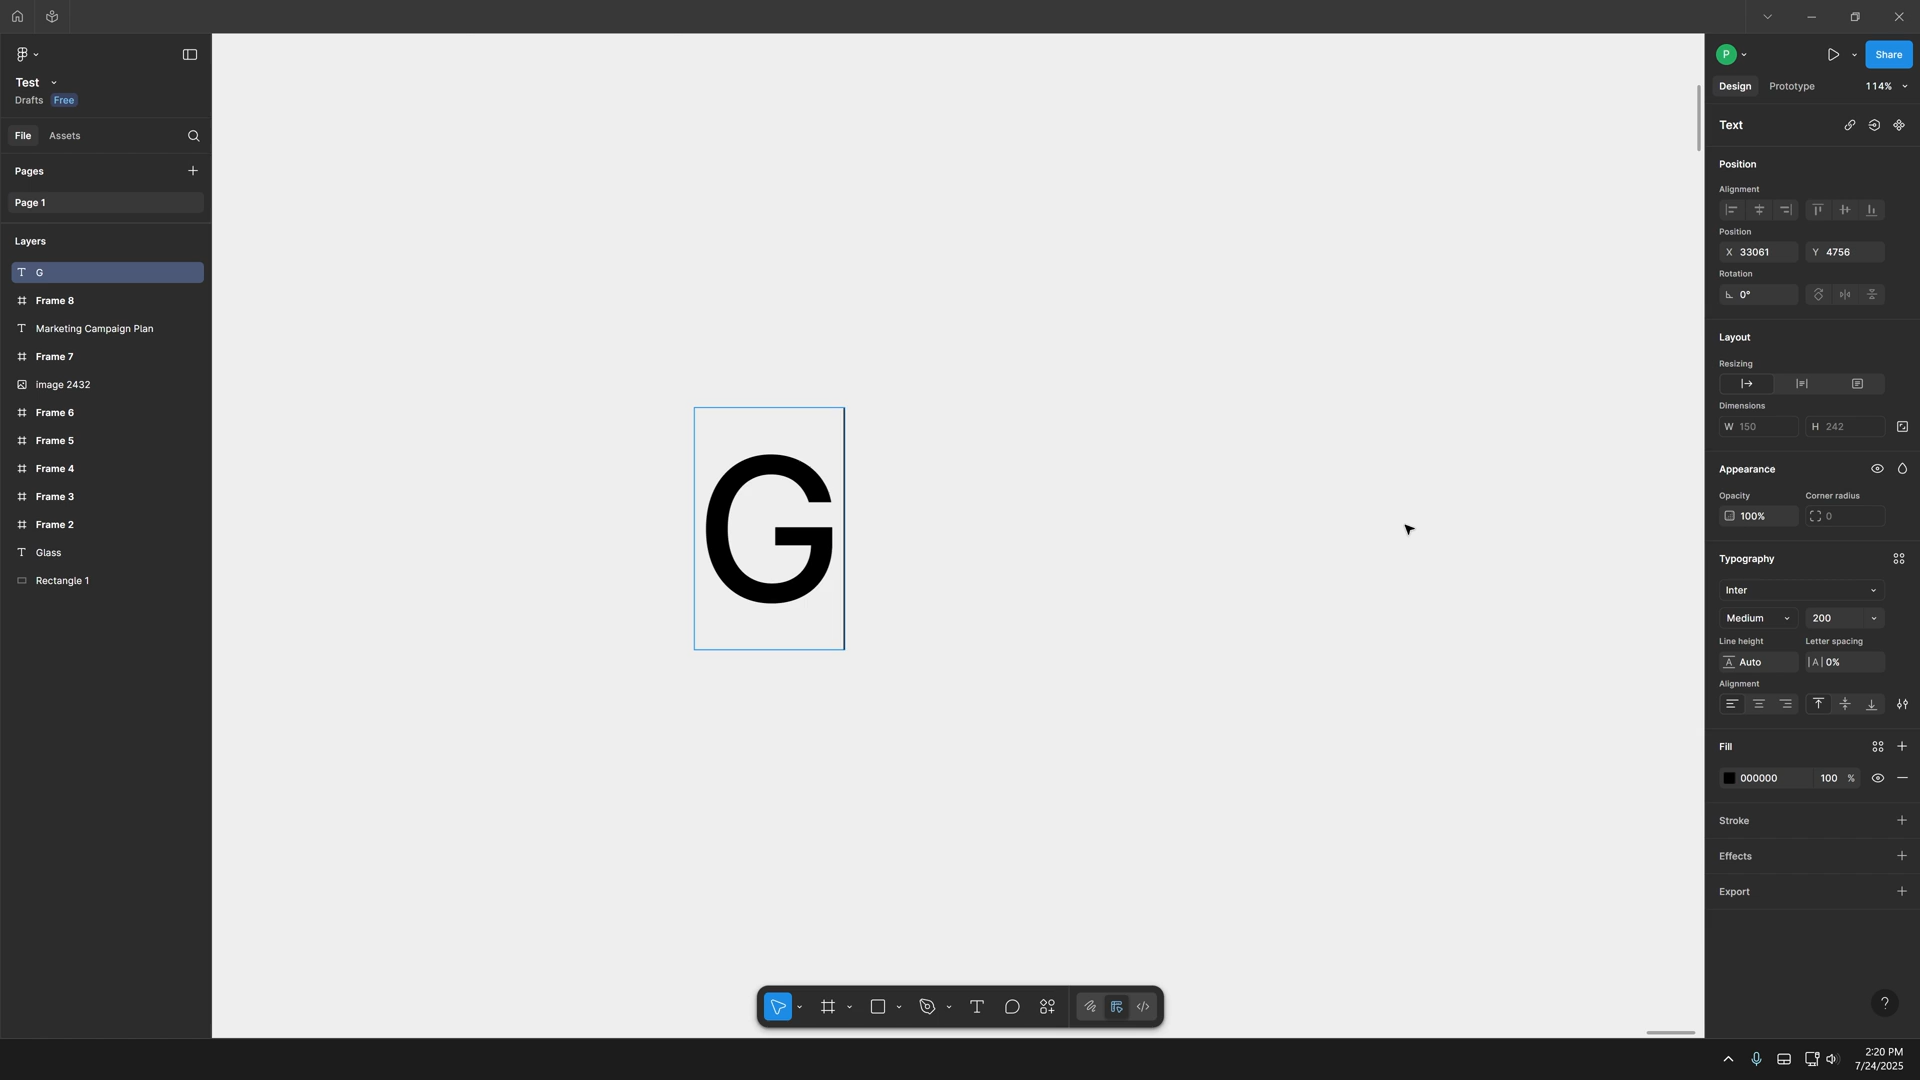 Test
Drafts Free
File Assets
Pages
Page 1
Layers
G
Frame 8
Marketing Campaign Plan
Frame 7
image 2432
Frame 6
Frame 5
Frame 4
Frame 3
Frame 2
Glass
Rectangle 1
G
P Share
Design Prototype 114%
Text
Position
Alignment
Position
X 33061 Y 4756
Rotation
0°
Layout
Resizing
Dimensions
W 150 H 242
Appearance
Opacity Corner radius
100% 0
Typography
Inter
Medium 200
Line height Letter spacing
A Auto |A| 0%
Alignment
Fill
000000 100 %
Stroke
Effects
Export
?
2:20 PM
7/24/2025